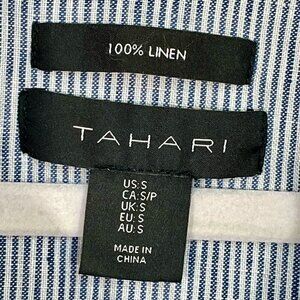 100% LINEN
TAHARI
US:S
CA:S/P
UK:S
EU:S
AU:S
MADE IN
CHINA